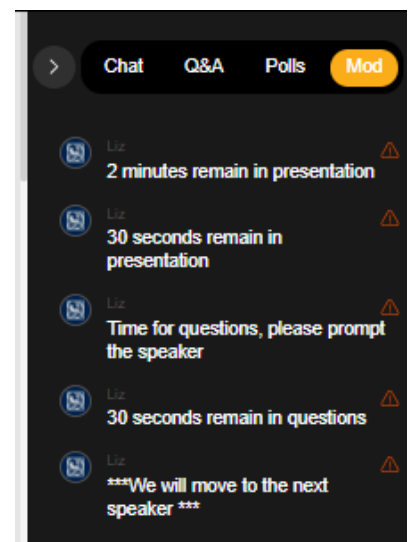 Chat Q&A Polls Mod
Liz
2 minutes remain in presentation
Liz
30 seconds remain in
presentation
Liz
Time for questions, please prompt
the speaker
Liz
30 seconds remain in questions
Liz
***We will move to the next
speaker ***